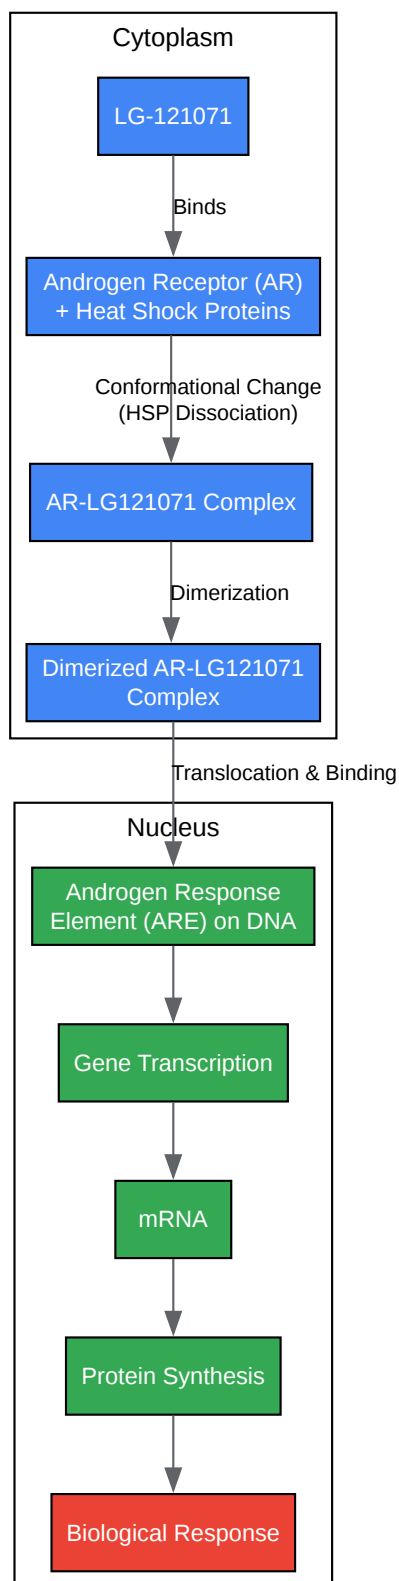 Cytoplasm
LG-121071
Binds
Androgen Receptor (AR)
+ Heat Shock Proteins
Conformational Change
(HSP Dissociation)
AR-LG121071 Complex
Dimerization
Dimerized AR-LG121071
Complex
Translocation & Binding
Nucleus
Androgen Response
Element (ARE) on DNA
Gene Transcription
mRNA
Protein Synthesis
Biological Response